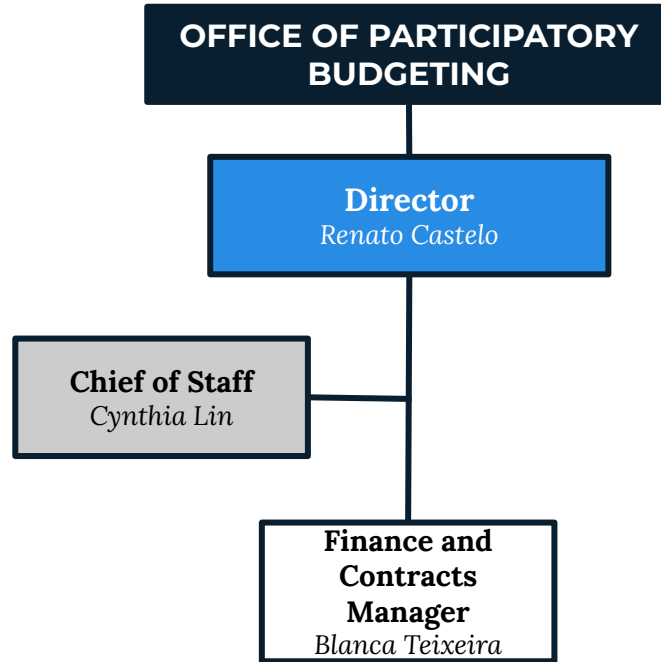 OFFICE OF PARTICIPATORY
BUDGETING
Director
Renato Castelo
Chief of Staff
Cynthia Lin
Finance and
Contracts
Manager
Blanca Teixeira